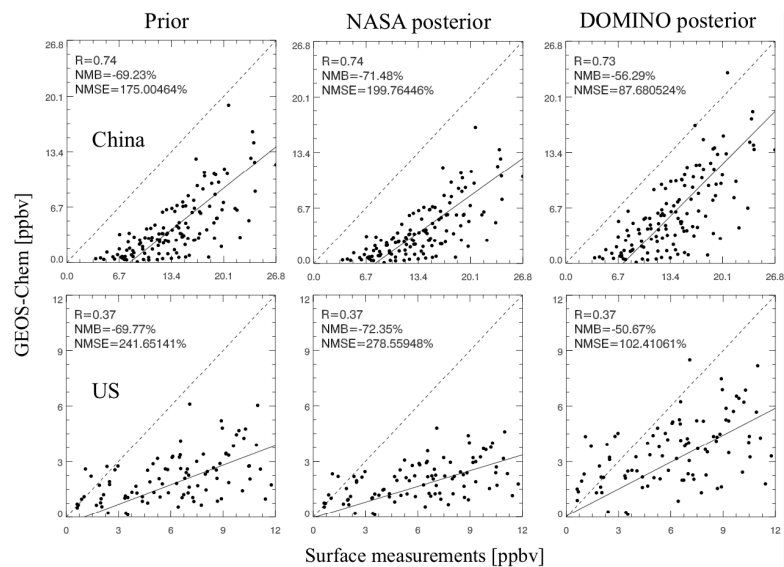 Prior
NASA posterior
DOMINO posterior
26.8
R=0.74
NMB=-69.23%
NMSE=175.00464%
20.1
China
13.4
6.7
0.0
0.0 6.7 13.4 20.1 26.8
26.8
R=0.74
NMB=-71.48%
NMSE=199.76446%
20.1
13.4
6.7
0.0
0.0 6.7 13.4 20.1 26.8
26.8
R=0.73
NMB=-56.29%
NMSE=87.680524%
20.1
13.4
6.7
0.0
0.0 6.7 13.4 20.1 26.8
GEOS-Chem [ppbv]
12
R=0.37
NMB=-69.77%
NMSE=241.65141%
9
US
6
3
0
0 3 6 9 12
12
R=0.37
NMB=-72.35%
NMSE=278.55948%
9
6
3
0
0 3 6 9 12
12
R=0.37
NMB=-50.67%
NMSE=102.41061%
9
6
3
0
0 3 6 9 12
Surface measurements [ppbv]